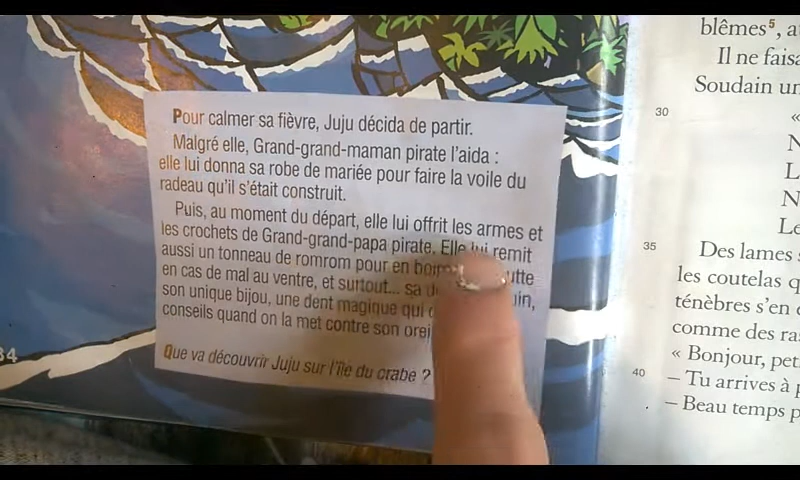 Pour calmer sa fièvre, Juju décida de partir.
Malgré elle, Grand-grand-maman pirate l'aida :
elle lui donna sa robe de mariée pour faire la voile du
radeau qu'il s'était construit.
Puis, au moment du départ, elle lui offrit les armes et
les crochets de Grand-grand-papa pirate. Elle lui remit
aussi un tonneau de romrom pour en
en cas de mal au ventre, et surtout... sa
son unique bijou, une dent magique qui
conseils quand on la met contre son
Que va découvrir Juju sur l'île du crabe ?
blêmes⁵, a
Il ne faisa
Soudain un
30
«
N
L
N
Le
35
Des lames s
les coutelas q
ténèbres s'en
comme des ra
« Bonjour, pet
40
– Tu arrives à p
– Beau temps p